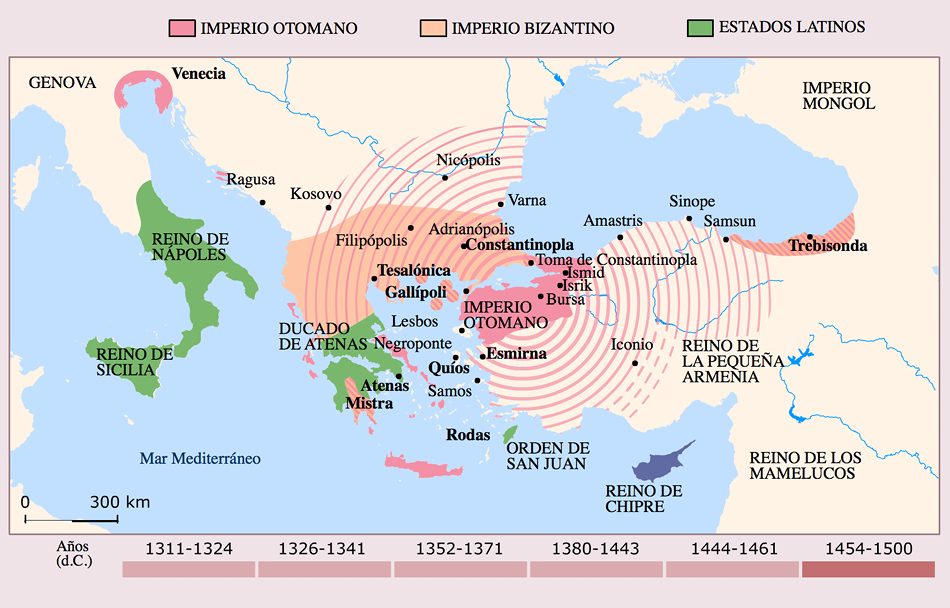 IMPERIO OTOMANO
IMPERIO BIZANTINO
ESTADOS LATINOS
GENOVA
Venecia
IMPERIO
MONGOL
Nicópolis
Ragusa
Kosovo
Varna
Sinope
Amastris
Samsun
Filipópolis
Adrianópolis
Constantinopla
Trebisonda
REINO DE
NÁPOLES
Toma de Constantinopla
Tesalónica
Ismid
Isrik
Gallípoli
Bursa
IMPERIO
OTOMANO
Lesbos
DUCADO
DE ATENAS
Negroponte
Iconio
REINO DE
LA PEQUEÑA
ARMENIA
REINO DE
SICILIA
Esmirna
Quíos
Atenas
Samos
Mistra
Rodas
ORDEN DE
SAN JUAN
Mar Mediterráneo
REINO DE LOS
MAMELUCOS
REINO DE
CHIPRE
0 300 km
Años
(d.C.)
1311-1324
1326-1341
1352-1371
1380-1443
1444-1461
1454-1500